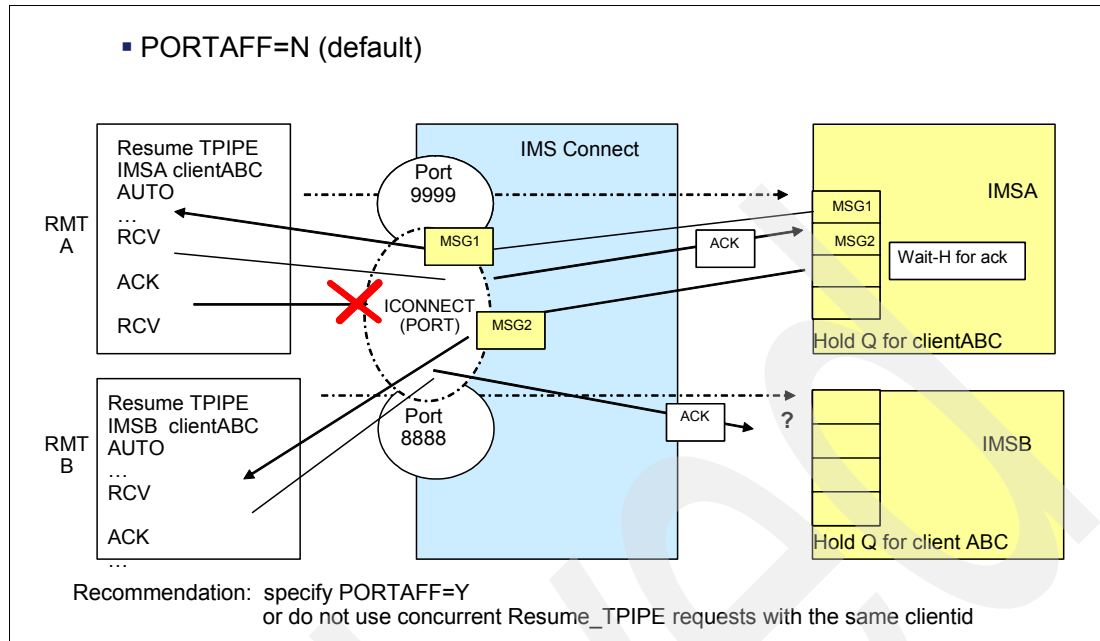 ▪ PORTAFF=N (default)
RMT
A
Resume TPIPE
IMSA clientABC
AUTO
…
RCV
ACK
RCV
RMT
B
Resume TPIPE
IMSB clientABC
AUTO
…
RCV
ACK
…
IMS Connect
Port
9999
MSG1
ICONNECT
(PORT)
MSG2
Port
8888
ACK
ACK
?
IMSA
MSG1
MSG2
Wait-H for ack
Hold Q for clientABC
IMSB
Hold Q for client ABC
Recommendation: specify PORTAFF=Y
or do not use concurrent Resume_TPIPE requests with the same clientid